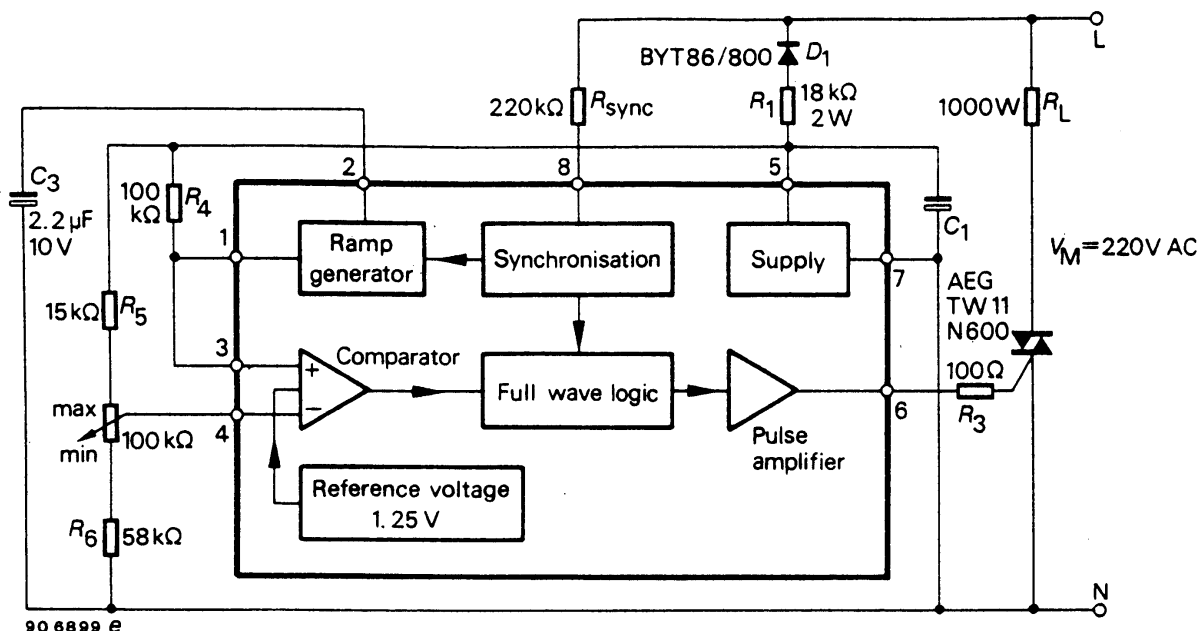 L
BYT86/800 D1
220kΩ Rsync
R1 18kΩ
2W
1000W RL
C3
2.2µF
10V
100
kΩ R4
2
8
5
1
Ramp
generator
Synchronisation
Supply
7
C1
VM=220V AC
AEG
TW11
N600
15kΩ R5
3
Comparator
+
−
Full wave logic
100Ω
R3
6
max
min
100kΩ
4
Pulse
amplifier
Reference voltage
1.25V
R6 58kΩ
N
90 6899 e